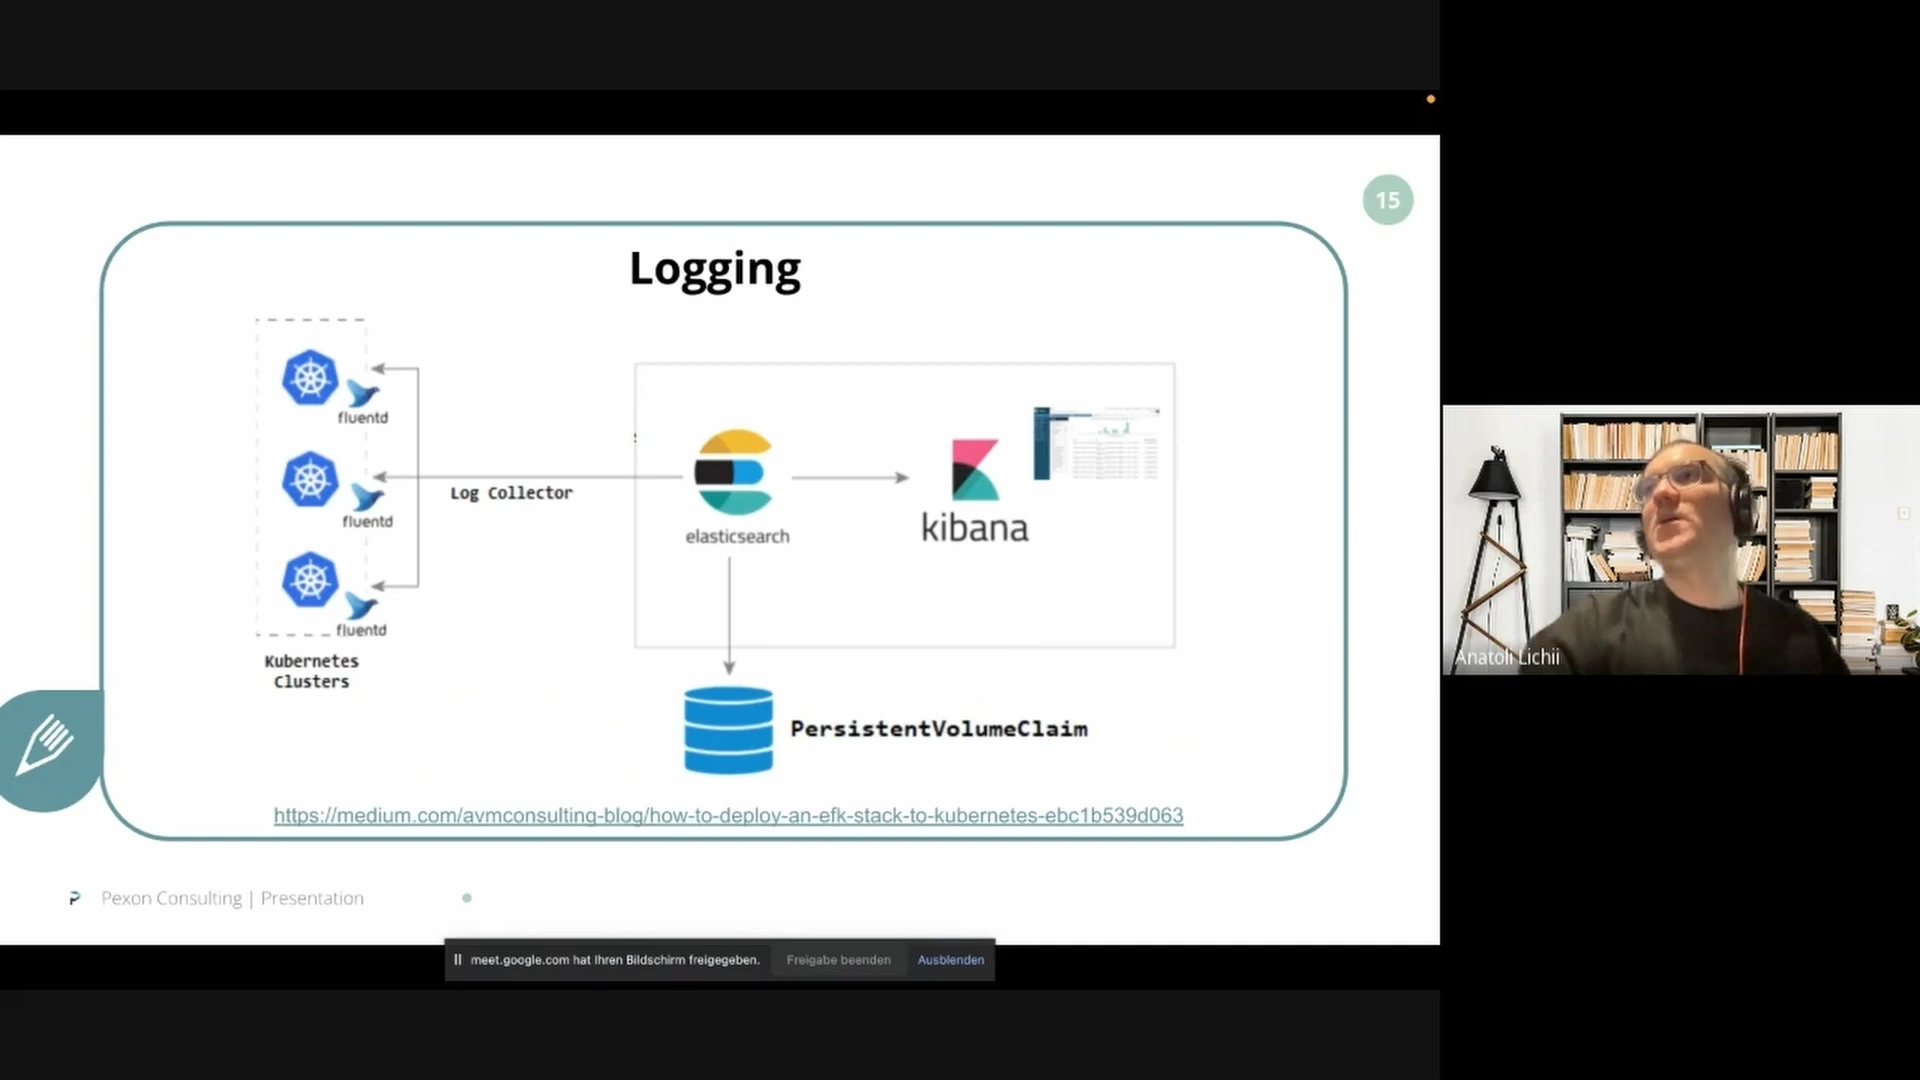 15
Logging
fluentd
fluentd
fluentd
Log Collector
elasticsearch
kibana
Kubernetes
Clusters
PersistentVolumeClaim
https://medium.com/avmconsulting-blog/how-to-deploy-an-efk-stack-to-kubernetes-ebc1b539d063
Pexon Consulting | Presentation
meet.google.com hat Ihren Bildschirm freigegeben. Freigabe beenden Ausblenden
Anatoli Lichii